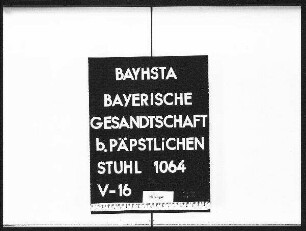 BAYHSTA
BAYERISCHE
GESANDTSCHAFT
b. PÄPSTLiCHEN
STUHL 1064
V-16